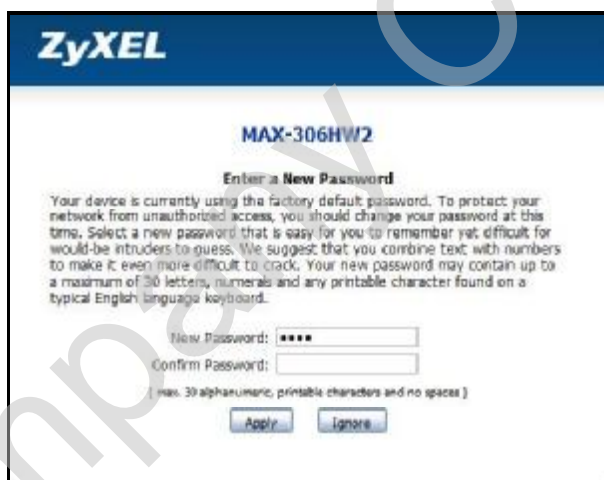 ZyXEL
MAX-306HW2
Enter a New Password
Your device is currently using the factory default password. To protect your
network from unauthorized access, you should change your password at this
time. Select a new password that is easy for you to remember yet difficult for
would-be intruders to guess. We suggest that you combine text with numbers
to make it even more difficult to crack. Your new password may contain up to
a maximum of 30 letters, numerals and any printable character found on a
typical English language keyboard.
New Password: ••••
Confirm Password:
( max. 30 alphanumeric, printable characters and no spaces )
Apply Ignore